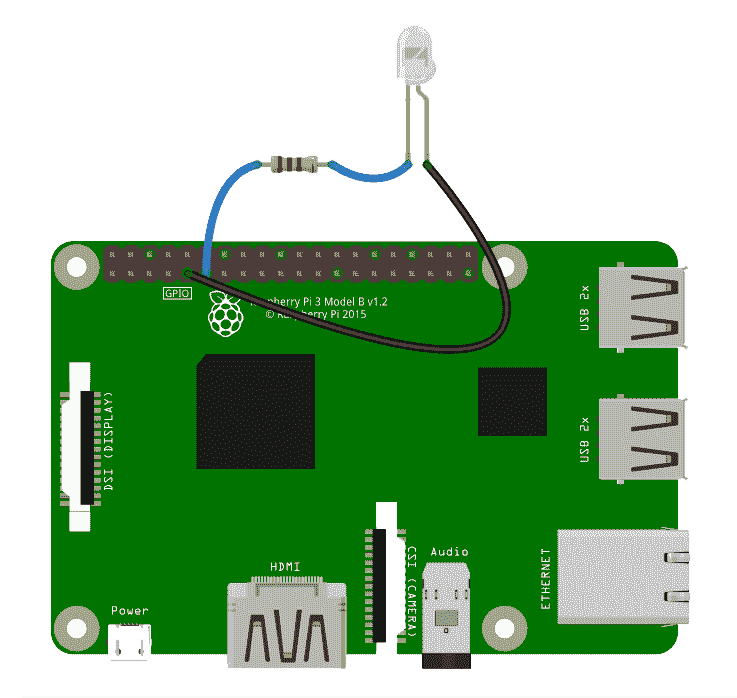 GPIO
Raspberry Pi 3 Model B v1.2
© Raspberry Pi 2015
USB 2x
USB 2x
DSI (DISPLAY)
CSI (CAMERA)
Audio
ETHERNET
HDMI
Power